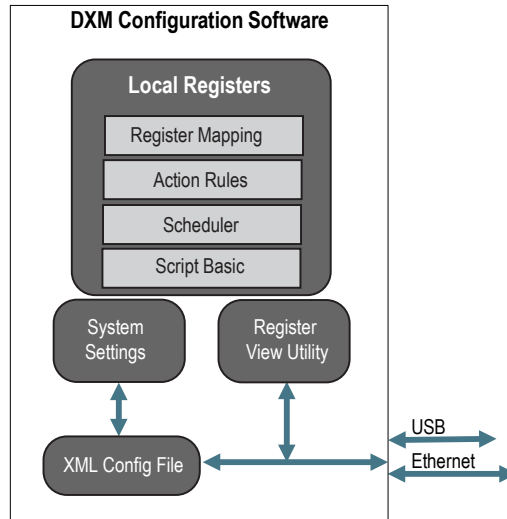 DXM Configuration Software
Local Registers
Register Mapping
Action Rules
Scheduler
Script Basic
System
Settings
Register
View Utility
XML Config File
USB
Ethernet